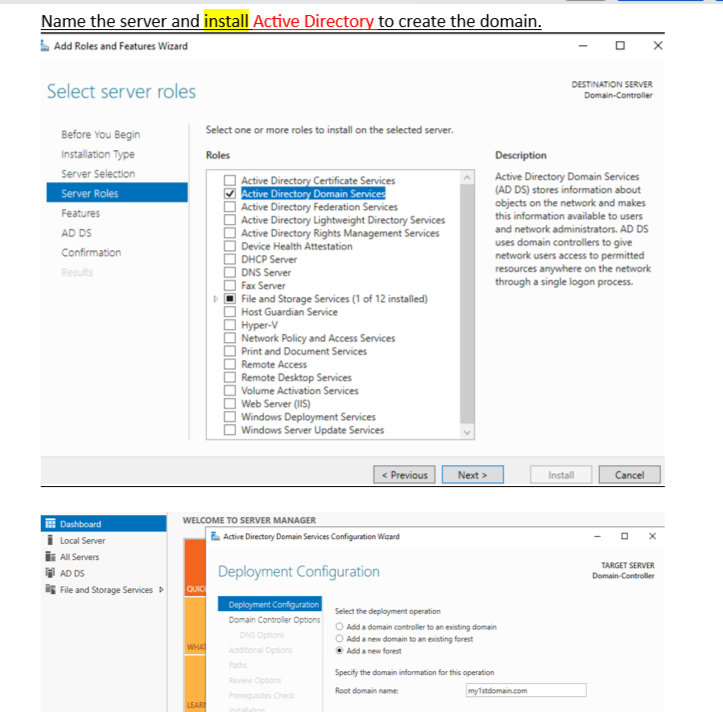 Name the server and install Active Directory to create the domain.
Add Roles and Features Wizard
Select server roles
DESTINATION SERVER
Domain-Controller
Before You Begin
Installation Type
Server Selection
Server Roles
Features
AD DS
Confirmation
Results
Select one or more roles to install on the selected server.
Roles
Active Directory Certificate Services
Active Directory Domain Services
Active Directory Federation Services
Active Directory Lightweight Directory Services
Active Directory Rights Management Services
Device Health Attestation
DHCP Server
DNS Server
Fax Server
File and Storage Services (1 of 12 installed)
Host Guardian Service
Hyper-V
Network Policy and Access Services
Print and Document Services
Remote Access
Remote Desktop Services
Volume Activation Services
Web Server (IIS)
Windows Deployment Services
Windows Server Update Services
Description
Active Directory Domain Services
(AD DS) stores information about
objects on the network and makes
this information available to users
and network administrators. AD DS
uses domain controllers to give
network users access to permitted
resources anywhere on the network
through a single logon process.
< Previous
Next >
Install
Cancel
Dashboard
Local Server
All Servers
AD DS
File and Storage Services
WELCOME TO SERVER MANAGER
QUIC
WHAT
LEARN
Active Directory Domain Services Configuration Wizard
Deployment Configuration
TARGET SERVER
Domain-Controller
Deployment Configuration
Domain Controller Options
DNS Options
Additional Options
Paths
Review Options
Prerequisites Check
Installation
Select the deployment operation
Add a domain controller to an existing domain
Add a new domain to an existing forest
Add a new forest
Specify the domain information for this operation
Root domain name:
my1stdomain.com